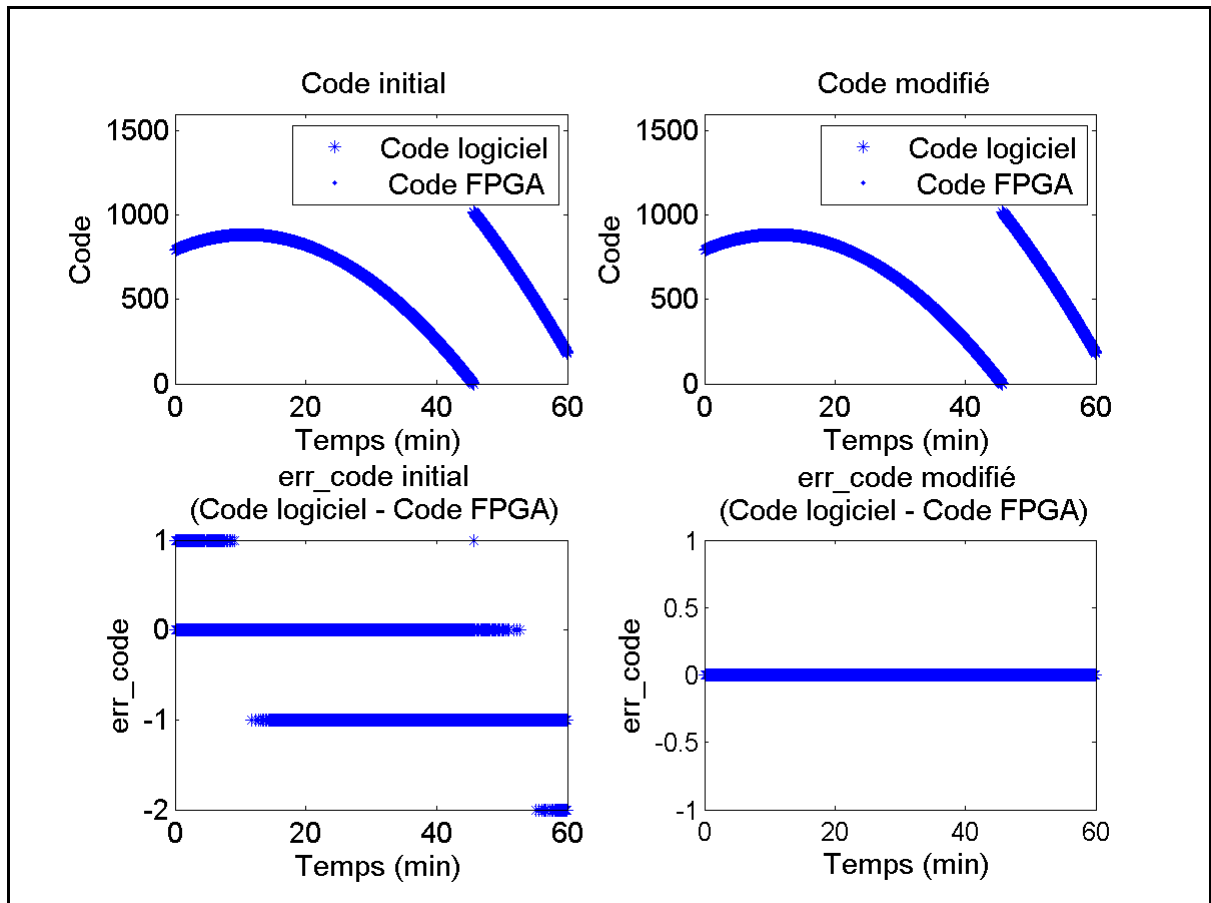 Code initial
1500
1000
500
0
Code
Code logiciel
Code FPGA
0 20 40 60
Temps (min)
Code modifié
1500
1000
500
0
Code
Code logiciel
Code FPGA
0 20 40 60
Temps (min)
err_code initial
(Code logiciel - Code FPGA)
1
0
-1
-2
err_code
0 20 40 60
Temps (min)
err_code modifié
(Code logiciel - Code FPGA)
1
0.5
0
-0.5
-1
err_code
0 20 40 60
Temps (min)